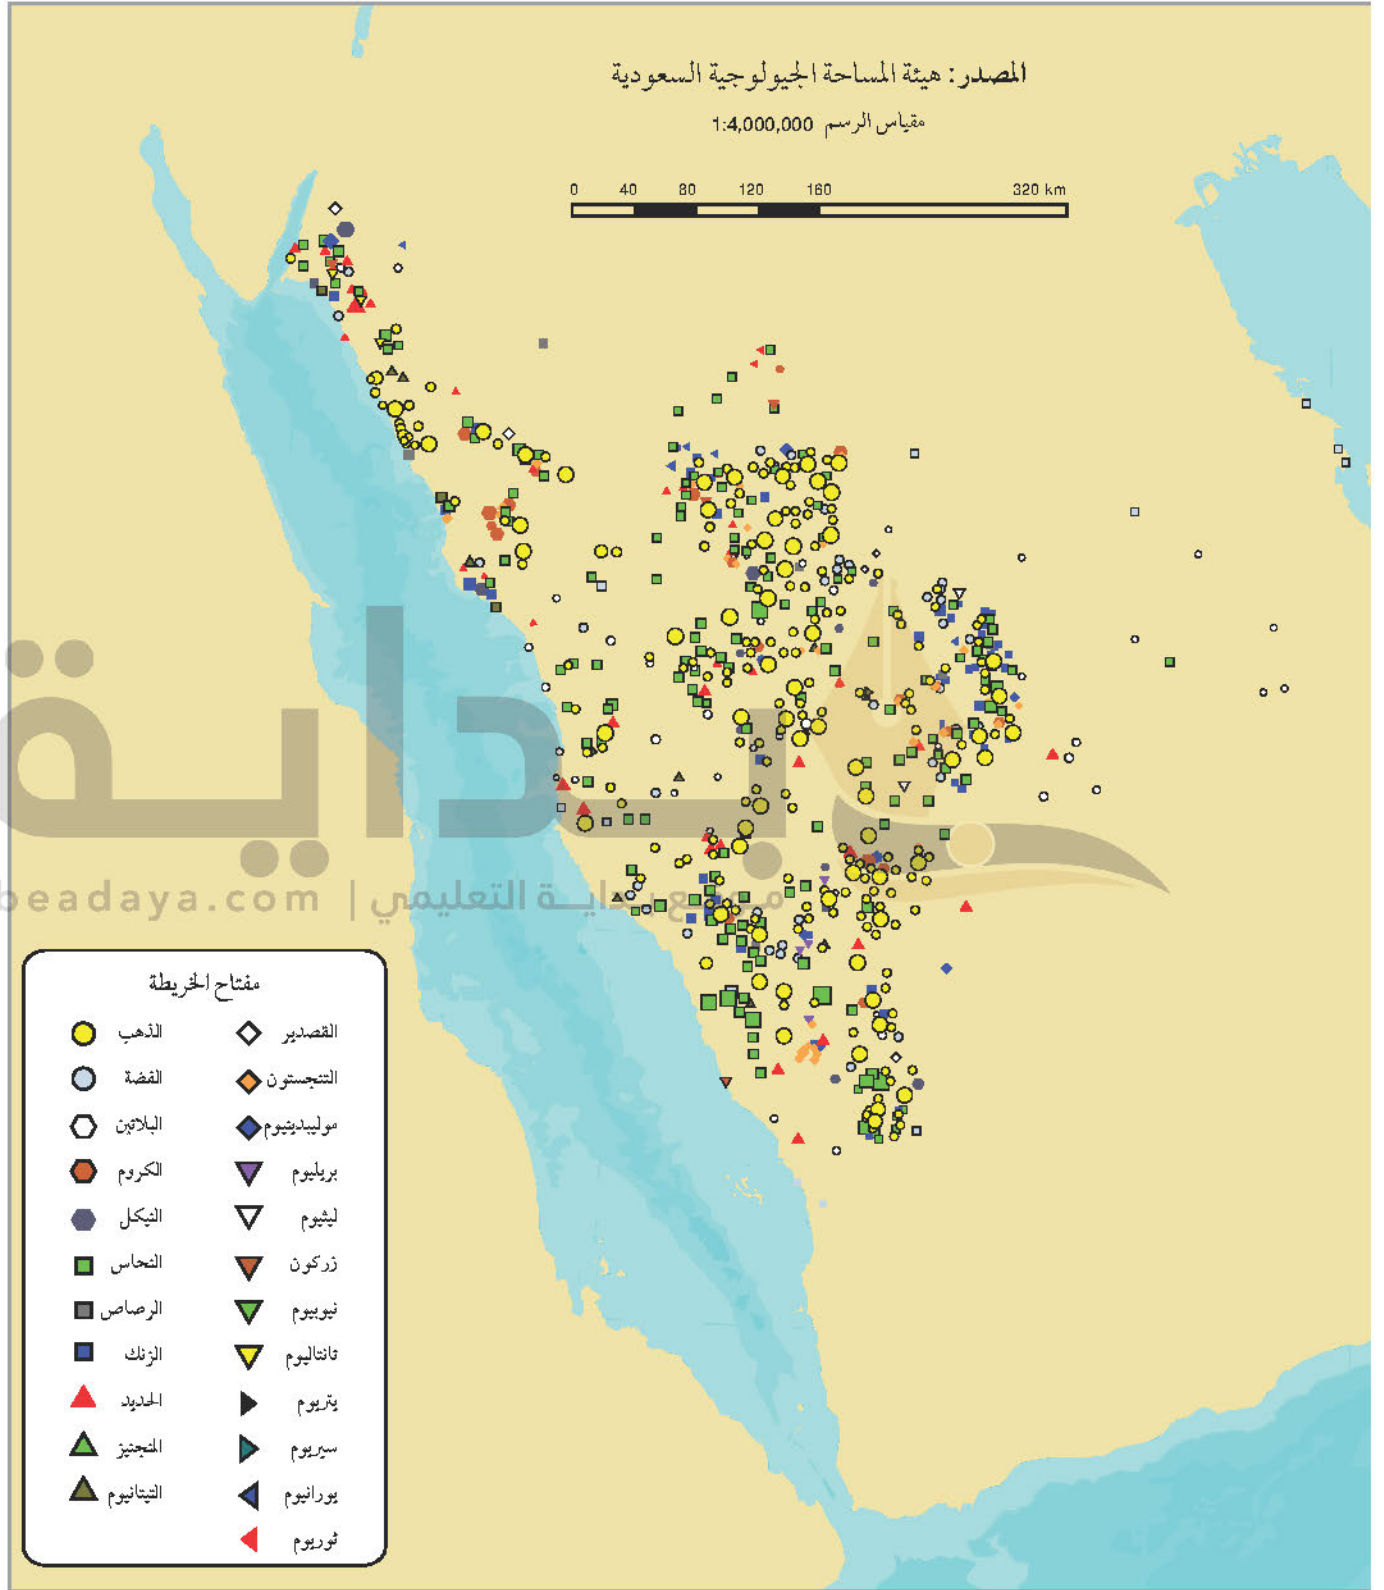 المصدر: هيئة المساحة الجيولوجية السعودية
مقياس الرسم 1:4,000,000
0 40 80 120 160 320 km
بداية
beadaya.com | موقع بداية التعليمي
مفتاح الخريطة
الذهب
الفضة
البلاتين
الكروم
النيكل
النحاس
الرصاص
الزنك
الحديد
المنجنيز
التيتانيوم
القصدير
التنجستون
موليبدينيوم
بريليوم
ليثيوم
زركون
نيوبيوم
تانتاليوم
يتريوم
سيريوم
يورانيوم
ثوريوم